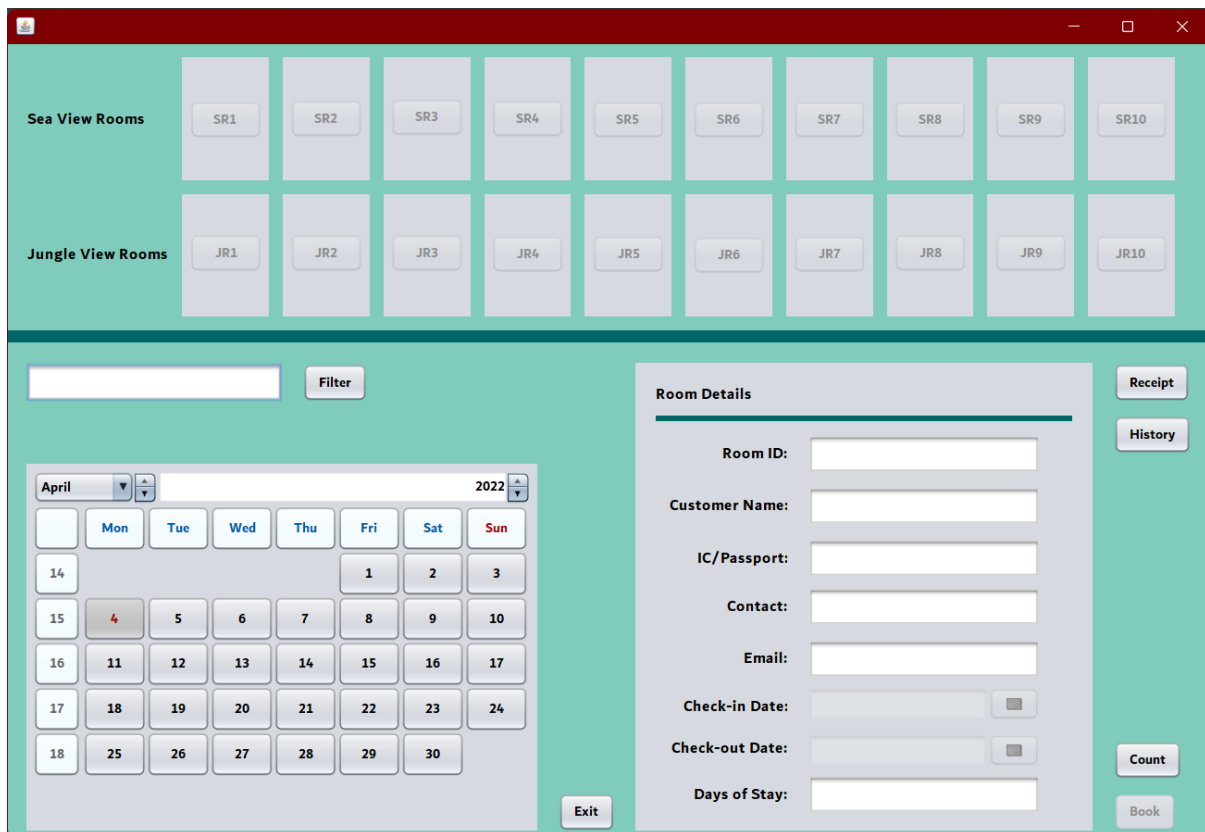 Sea View Rooms SR1 SR2 SR3 SR4 SR5 SR6 SR7 SR8 SR9 SR10
Jungle View Rooms JR1 JR2 JR3 JR4 JR5 JR6 JR7 JR8 JR9 JR10
Filter
April 2022
Mon Tue Wed Thu Fri Sat Sun
14 1 2 3
15 4 5 6 7 8 9 10
16 11 12 13 14 15 16 17
17 18 19 20 21 22 23 24
18 25 26 27 28 29 30
Exit
Room Details
Room ID:
Customer Name:
IC/Passport:
Contact:
Email:
Check-in Date:
Check-out Date:
Days of Stay:
Receipt
History
Count
Book